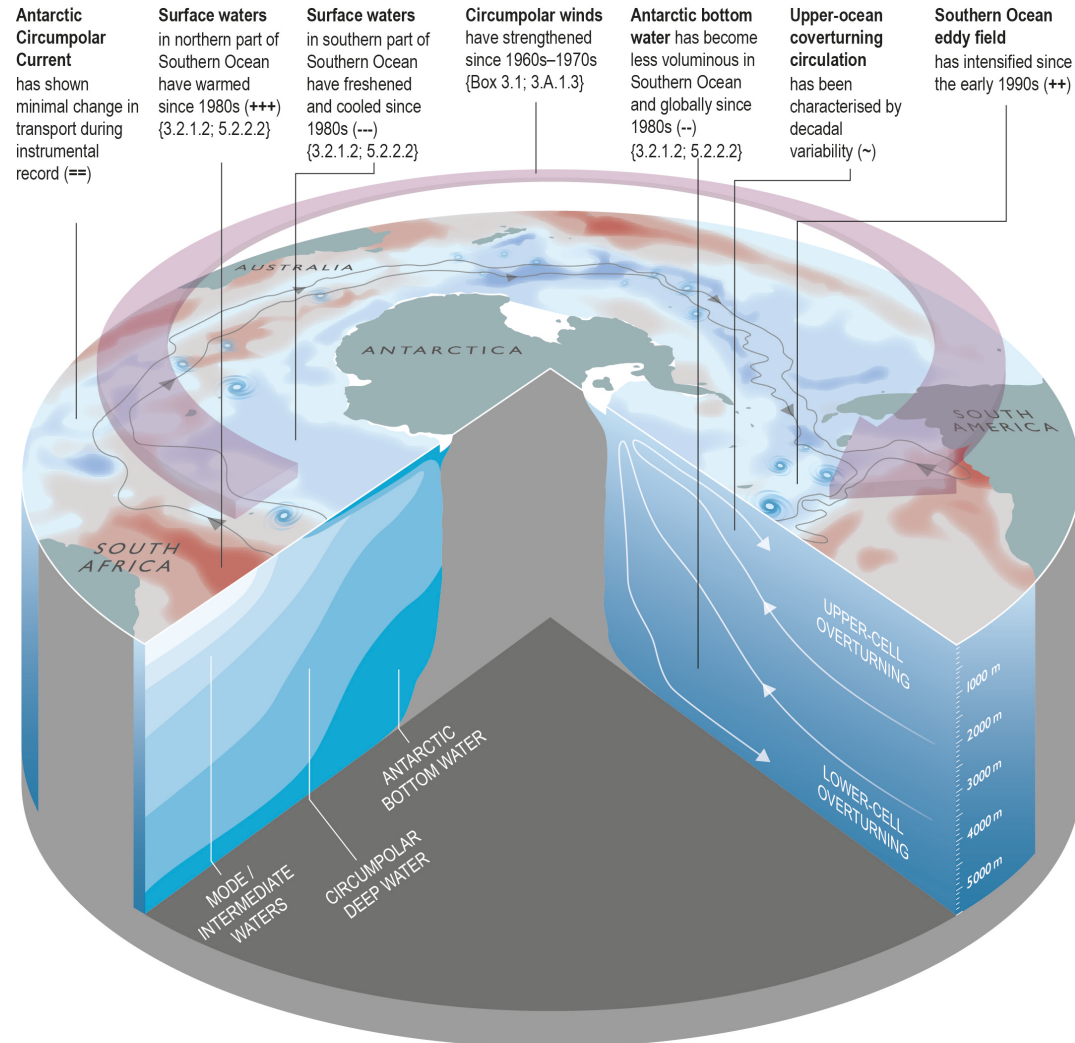 Antarctic
Circumpolar
Current
has shown
minimal change in
transport during
instrumental
record (==)
Surface waters
in northern part of
Southern Ocean
have warmed
since 1980s (+++)
{3.2.1.2; 5.2.2.2}
Surface waters
in southern part of
Southern Ocean
have freshened
and cooled since
1980s (---)
{3.2.1.2; 5.2.2.2}
Circumpolar winds
have strengthened
since 1960s–1970s
{Box 3.1; 3.A.1.3}
Antarctic bottom
water has become
less voluminous in
Southern Ocean
and globally since
1980s (--)
{3.2.1.2; 5.2.2.2}
Upper-ocean
coverturning
circulation
has been
characterised by
decadal
variability (~)
Southern Ocean
eddy field
has intensified since
the early 1990s (++)
AUSTRALIA
ANTARCTICA
SOUTH
AMERICA
SOUTH
AFRICA
UPPER-CELL
OVERTURNING
LOWER-CELL
OVERTURNING
1000 m
2000 m
3000 m
4000 m
5000 m
ANTARCTIC
BOTTOM WATER
CIRCUMPOLAR
DEEP WATER
MODE /
INTERMEDIATE
WATERS